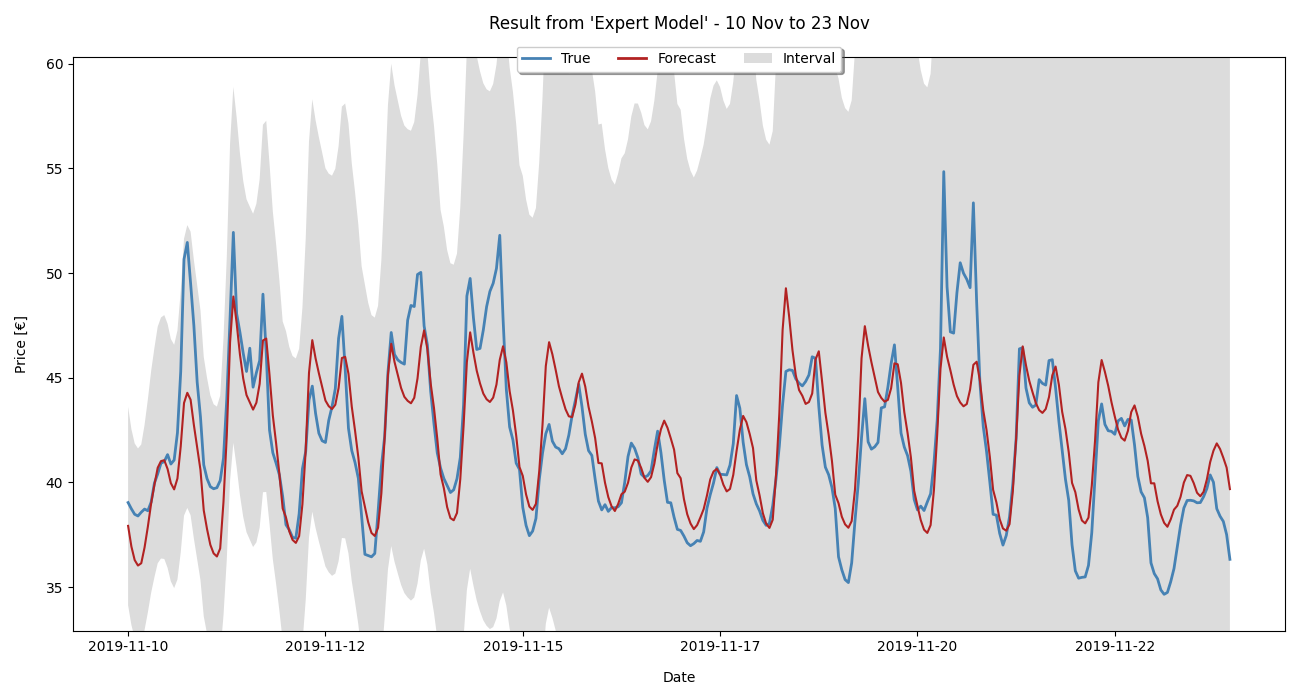 Result from 'Expert Model' - 10 Nov to 23 Nov
True Forecast Interval
60
55
50
45
40
35
Price [€]
2019-11-10 2019-11-12 2019-11-15 2019-11-17 2019-11-20 2019-11-22
Date